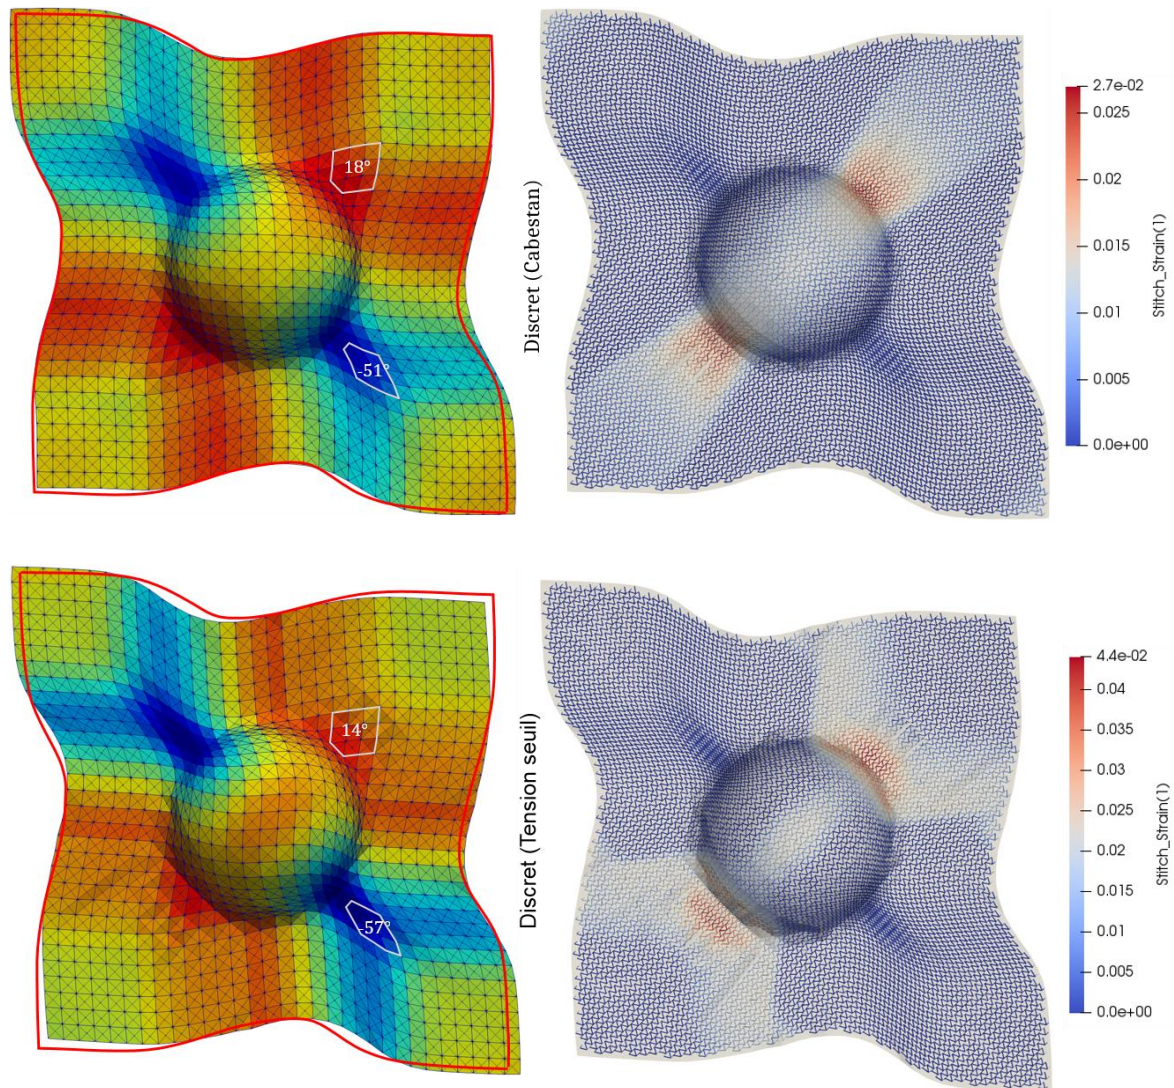 18°
-51°
Discret (Cabestan)
2.7e-02
0.025
0.02
0.015
0.01
0.005
0.0e+00
Stitch_Strain(1)
14°
-57°
Discret (Tension seuil)
4.4e-02
0.04
0.035
0.03
0.025
0.02
0.015
0.01
0.005
0.0e+00
Stitch_Strain(1)